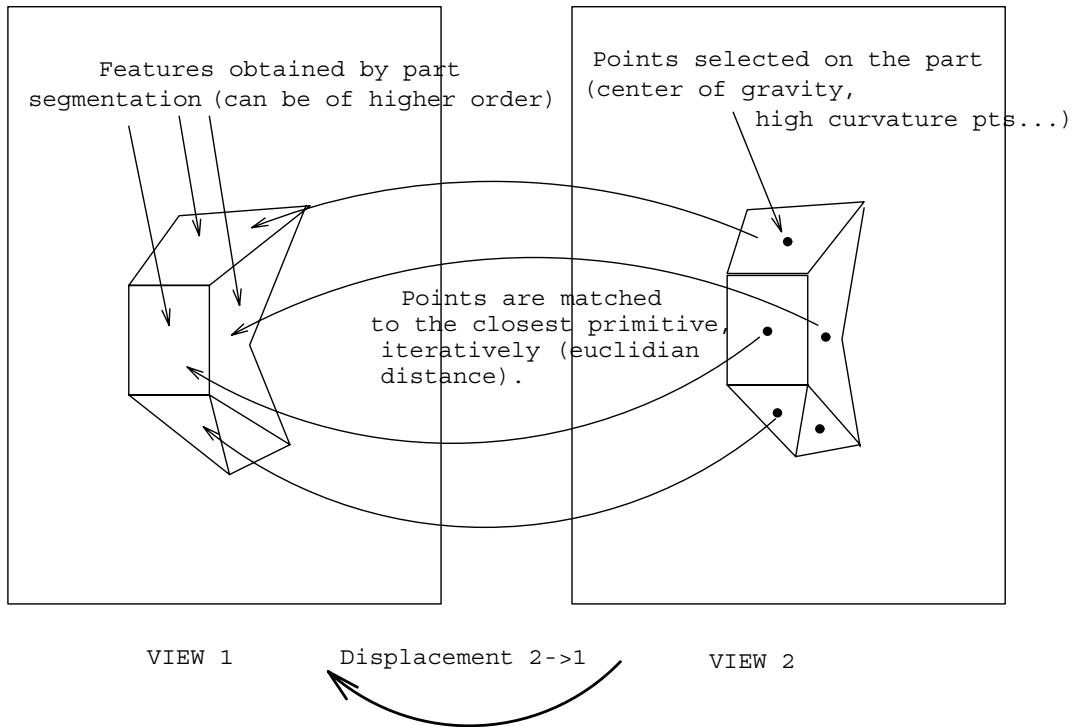 Features obtained by part
segmentation (can be of higher order)
Points selected on the part
(center of gravity,
high curvature pts...)
Points are matched
to the closest primitive,
iteratively (euclidian
distance).
VIEW 1
Displacement 2->1
VIEW 2